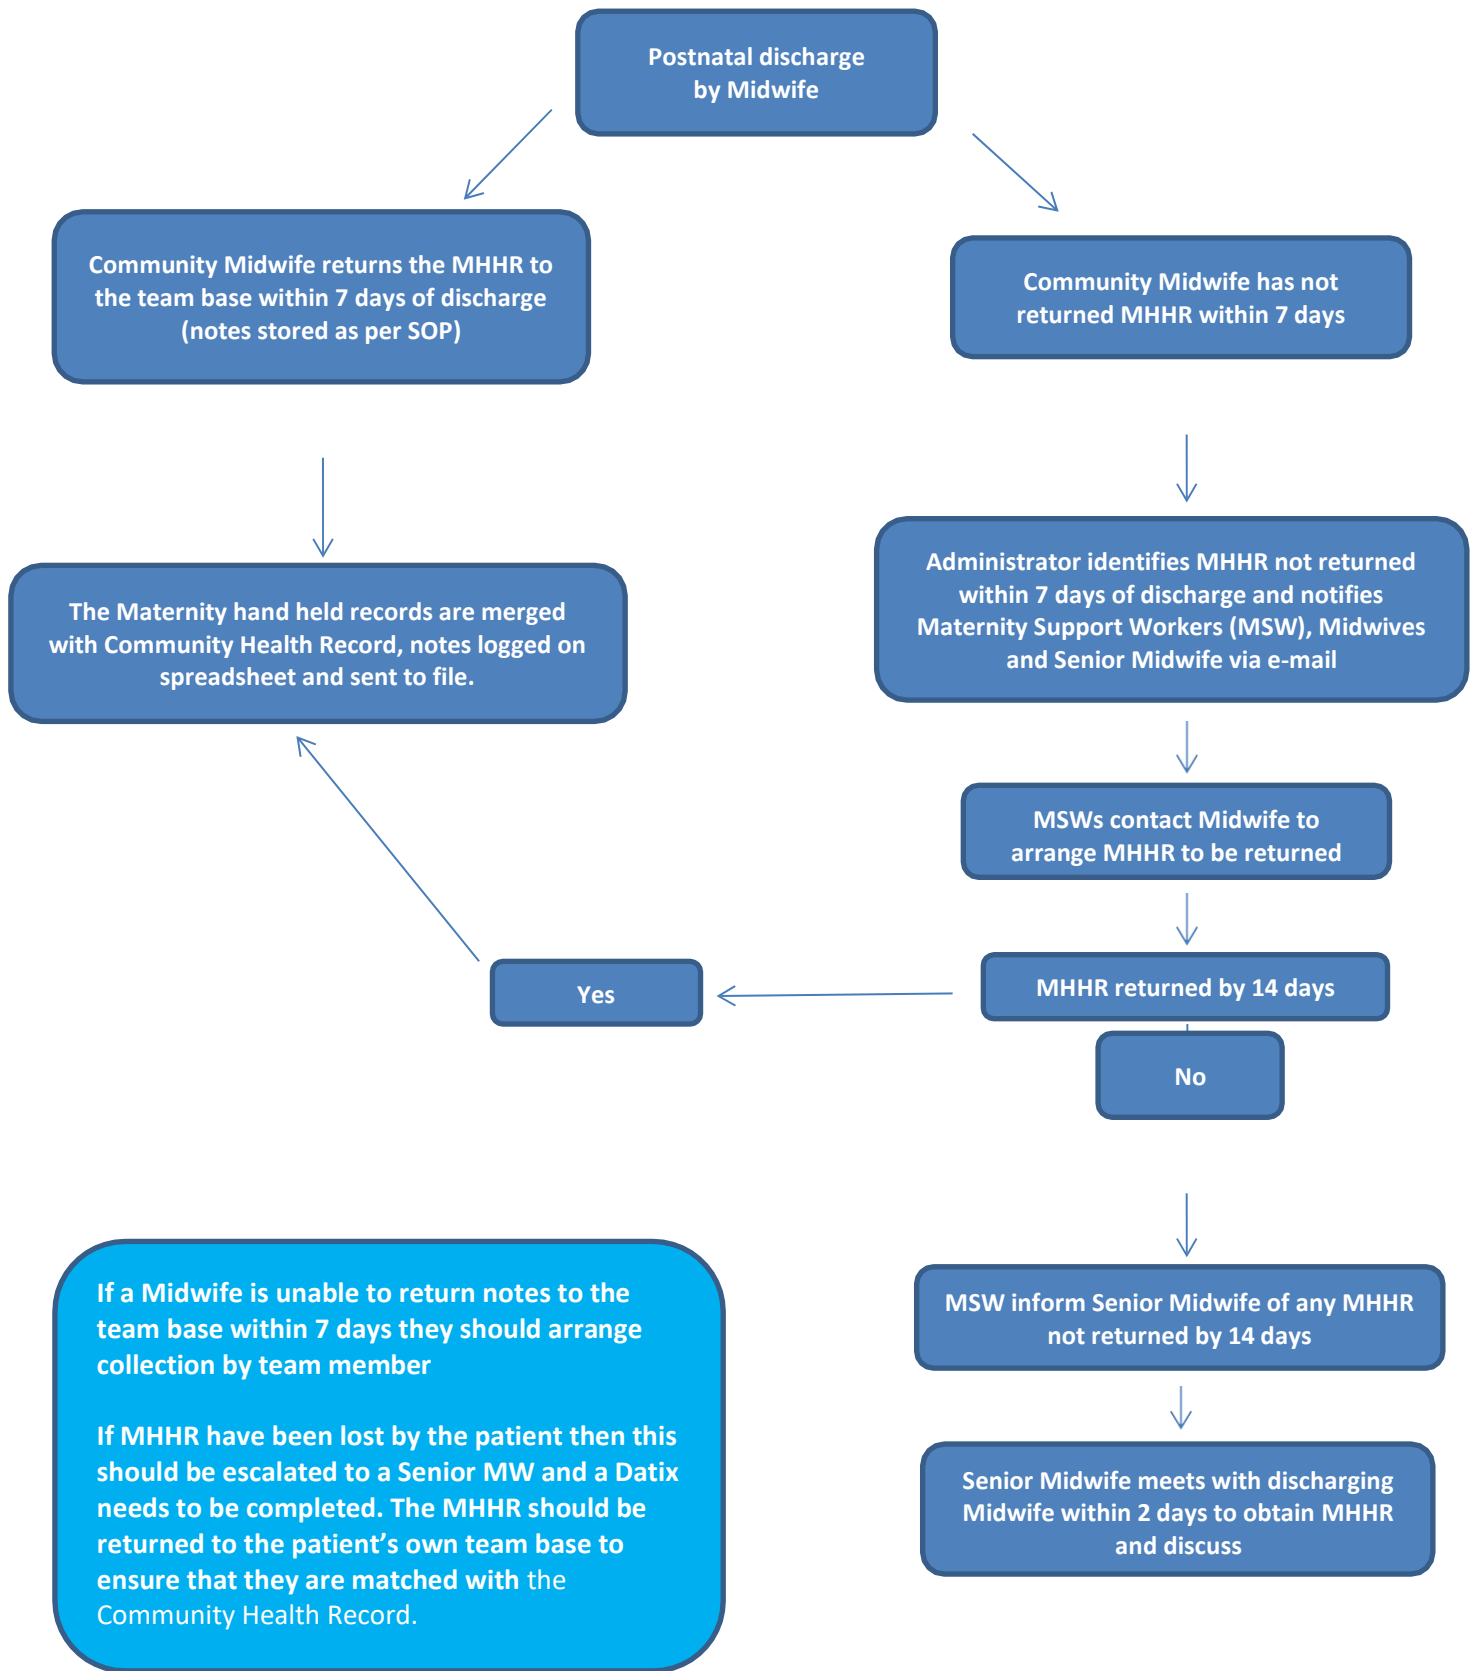 Postnatal discharge
by Midwife
Community Midwife returns the MHHR to
the team base within 7 days of discharge
(notes stored as per SOP)
Community Midwife has not
returned MHHR within 7 days
The Maternity hand held records are merged
with Community Health Record, notes logged on
spreadsheet and sent to file.
Administrator identifies MHHR not returned
within 7 days of discharge and notifies
Maternity Support Workers (MSW), Midwives
and Senior Midwife via e-mail
MSWs contact Midwife to
arrange MHHR to be returned
MHHR returned by 14 days
Yes
No
MSW inform Senior Midwife of any MHHR
not returned by 14 days
Senior Midwife meets with discharging
Midwife within 2 days to obtain MHHR
and discuss
If a Midwife is unable to return notes to the
team base within 7 days they should arrange
collection by team member
If MHHR have been lost by the patient then this
should be escalated to a Senior MW and a Datix
needs to be completed. The MHHR should be
returned to the patient’s own team base to
ensure that they are matched with the
Community Health Record.